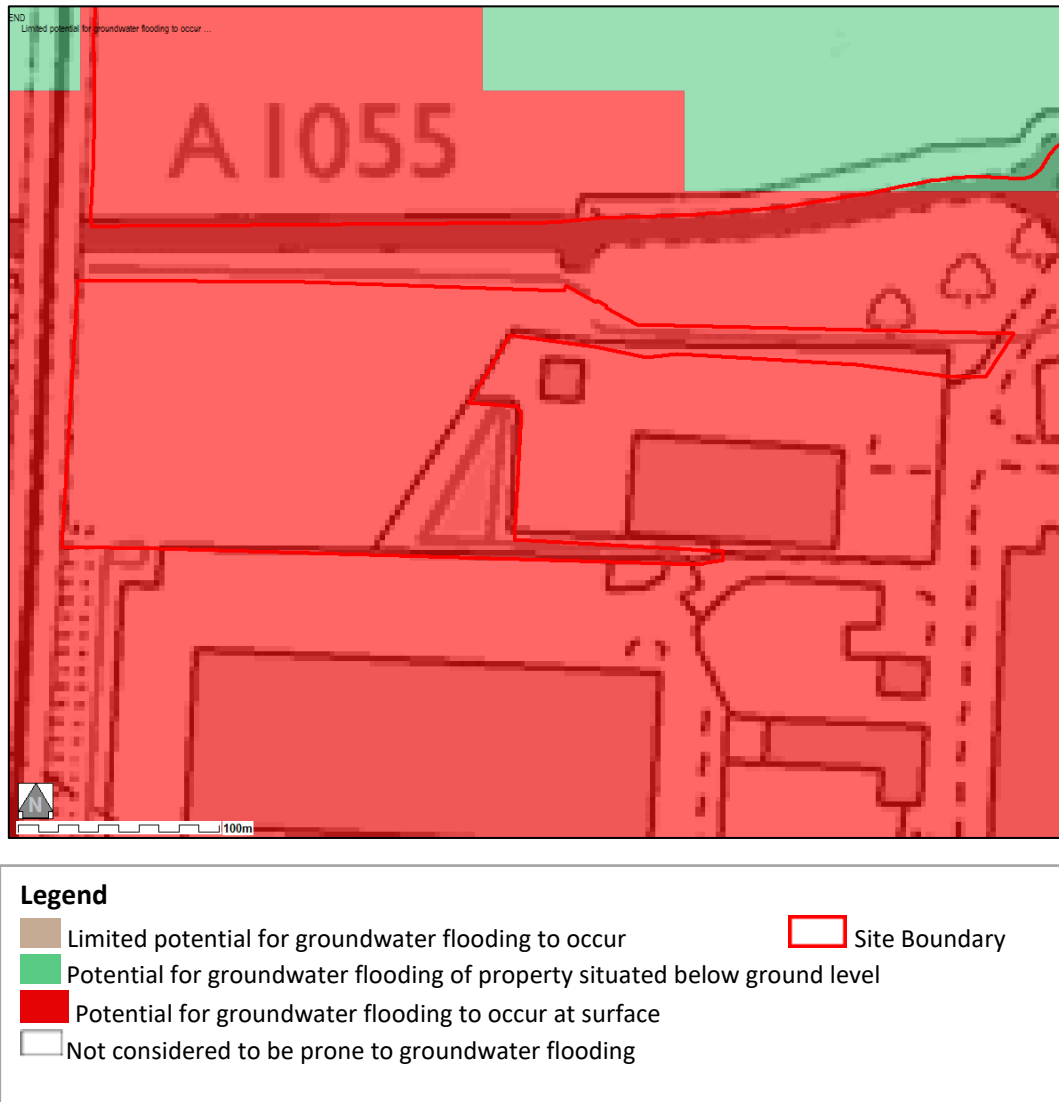 END
Limited potential for groundwater flooding to occur ...
A 1055
N
100m
Legend
Limited potential for groundwater flooding to occur
Site Boundary
Potential for groundwater flooding of property situated below ground level
Potential for groundwater flooding to occur at surface
Not considered to be prone to groundwater flooding